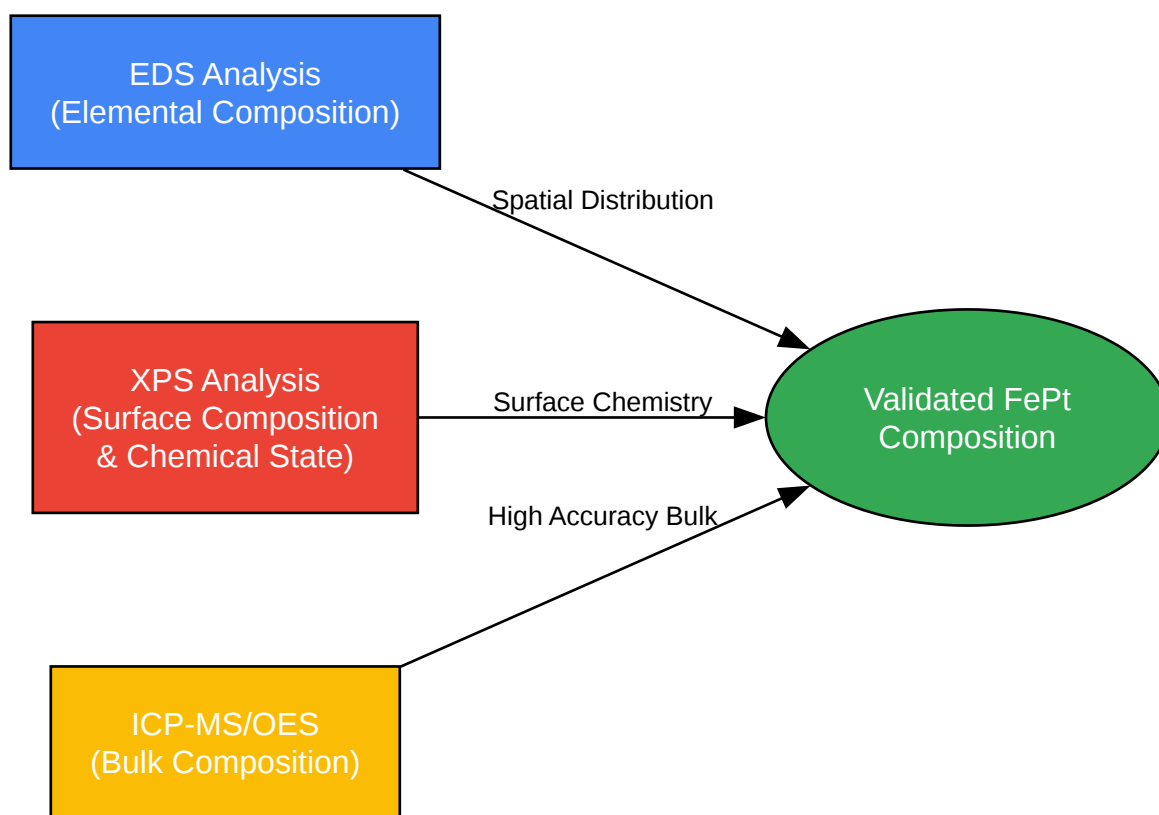 EDS Analysis
(Elemental Composition)
Spatial Distribution
XPS Analysis
(Surface Composition
& Chemical State)
Surface Chemistry
Validated FePt
Composition
High Accuracy Bulk
ICP-MS/OES
(Bulk Composition)